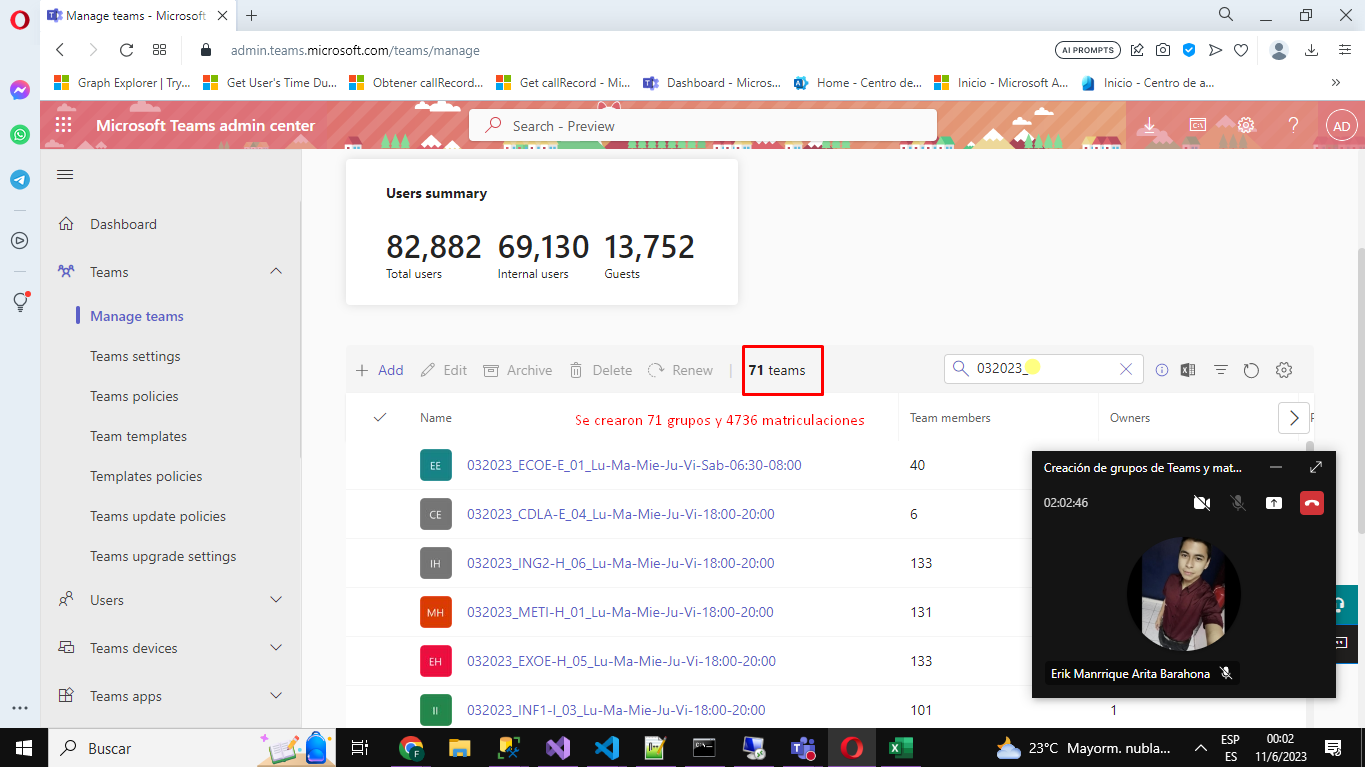 Manage teams - Microsoft
admin.teams.microsoft.com/teams/manage
AI PROMPTS
Graph Explorer | Try...
Get User's Time Du...
Obtener callRecord...
Get callRecord - Mi...
Dashboard - Micros...
Home - Centro de...
Inicio - Microsoft A...
Inicio - Centro de a...
Microsoft Teams admin center
Search - Preview
AD
Dashboard
Teams
Manage teams
Teams settings
Teams policies
Team templates
Templates policies
Teams update policies
Teams upgrade settings
Users
Teams devices
Teams apps
Users summary
82,882 69,130 13,752
Total users Internal users Guests
Add Edit Archive Delete Renew | 71 teams 032023_
Name Team members Owners
Se crearon 71 grupos y 4736 matriculaciones
EE 032023_ECOE-E_01_Lu-Ma-Mie-Ju-Vi-Sab-06:30-08:00 40
CE 032023_CDLA-E_04_Lu-Ma-Mie-Ju-Vi-18:00-20:00 6
IH 032023_ING2-H_06_Lu-Ma-Mie-Ju-Vi-18:00-20:00 133
MH 032023_METI-H_01_Lu-Ma-Mie-Ju-Vi-18:00-20:00 131
EH 032023_EXOE-H_05_Lu-Ma-Mie-Ju-Vi-18:00-20:00 133
II 032023_INF1-I_03_Lu-Ma-Mie-Ju-Vi-18:00-20:00 101 1
Creación de grupos de Teams y mat...
02:02:46
Erik Manrrique Arita Barahona
Buscar
23°C Mayorm. nubla...
ESP
ES
00:02
11/6/2023